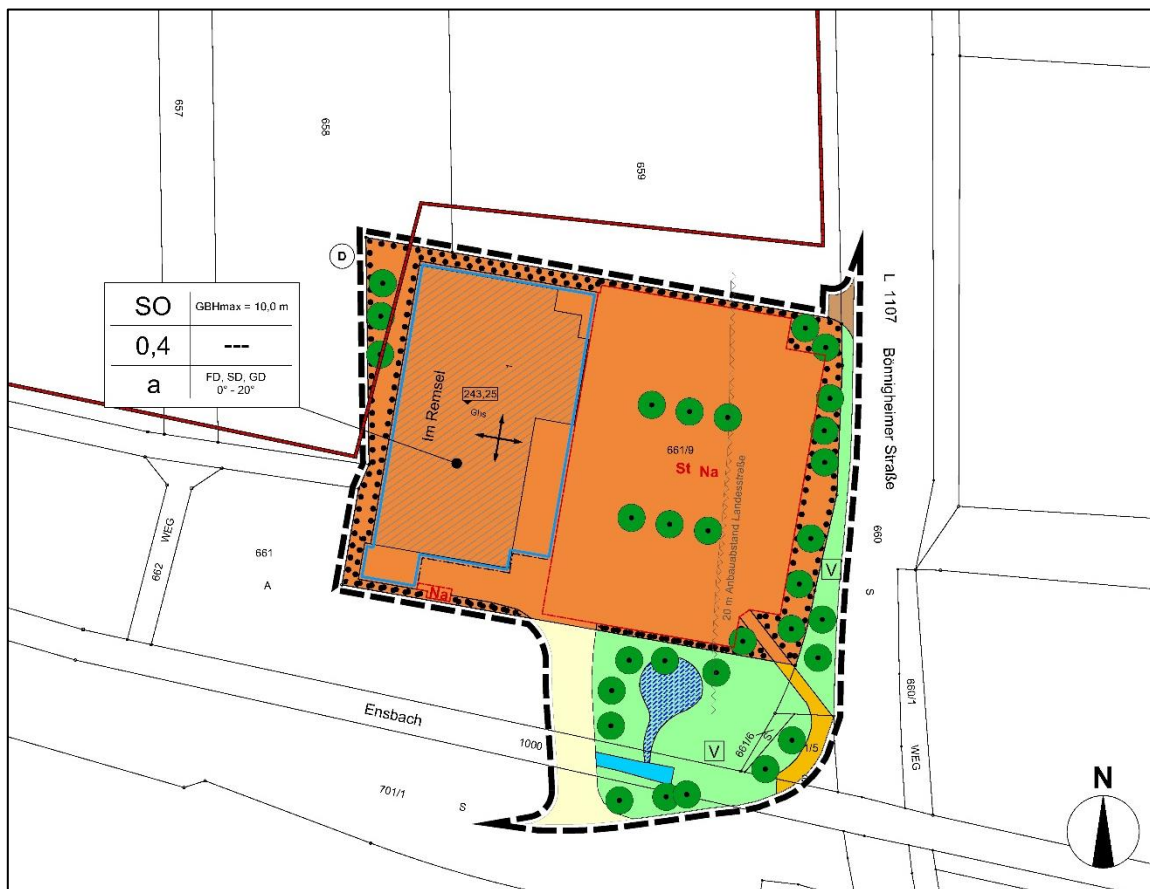 657
658
659
D
SO GBHmax = 10,0 m
0,4 ---
a FD, SD, GD
0° - 20°
L 1107 Bönnigheimer Straße
Im Remsel
1
243,25
Ghs
661/9
St Na
20 m Anbauabstand Landesstraße
660
S
V
WEG
662
661
A
Na
Ensbach
1000
701/1
S
V
661/6
S
1/5
660/1
WEG
N